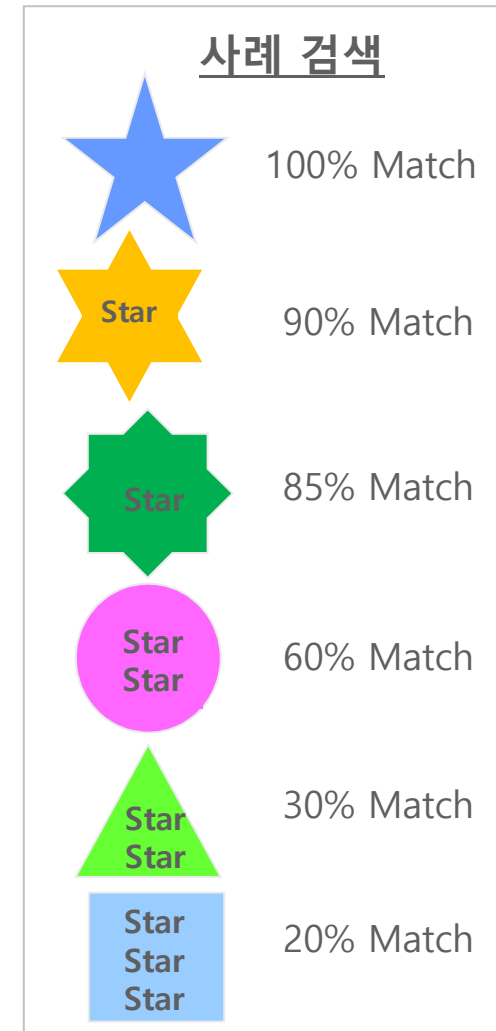 사례 검색
100% Match
Star
90% Match
Star
85% Match
Star
Star
60% Match
Star
Star
30% Match
Star
Star
Star
20% Match